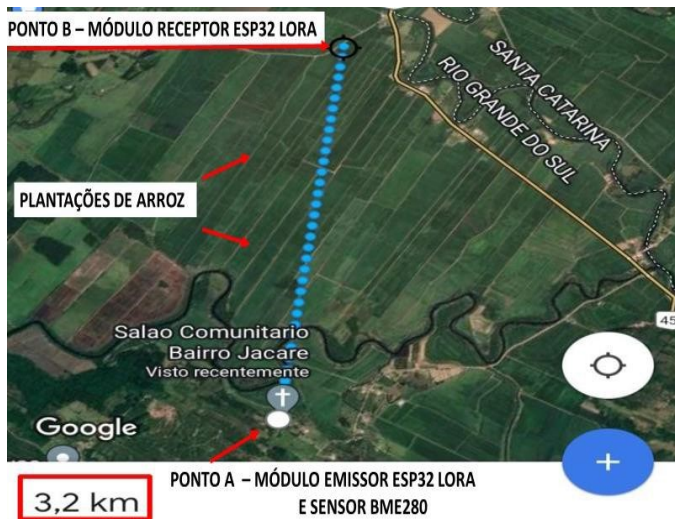 PONTO B – MÓDULO RECEPTOR ESP32 LORA
SANTA CATARINA
RIO GRANDE DO SUL
PLANTAÇÕES DE ARROZ
45
Salao Comunitario
Bairro Jacare
Visto recentemente
Google
3,2 km
PONTO A – MÓDULO EMISSOR ESP32 LORA
E SENSOR BME280